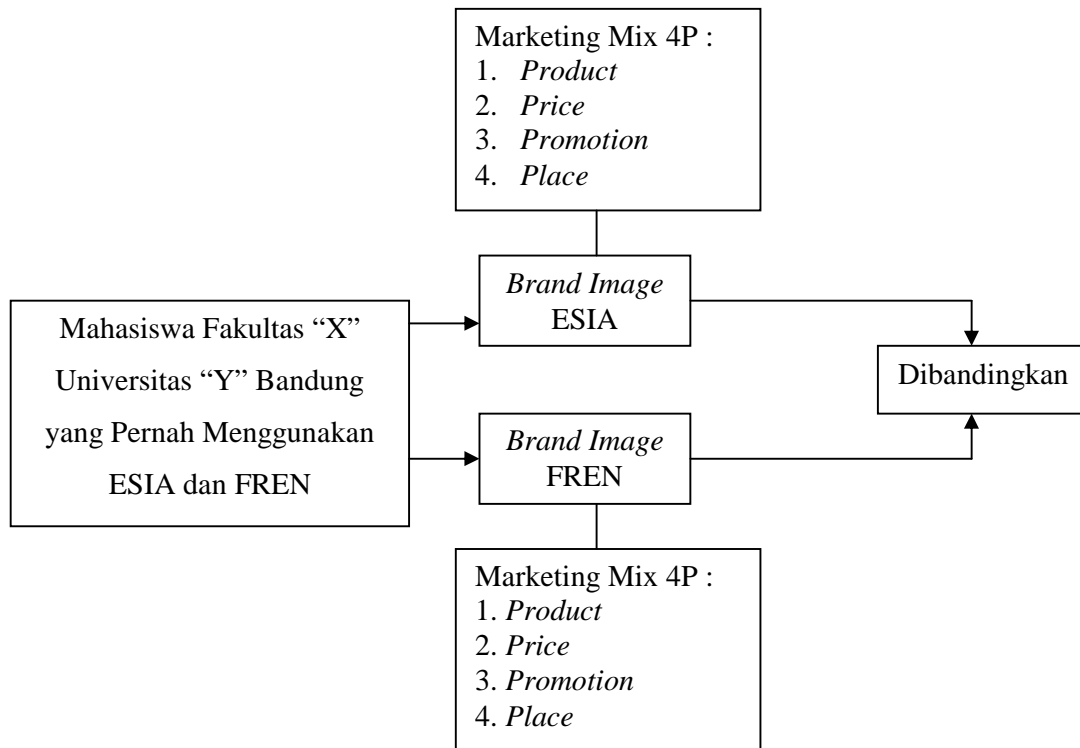 Marketing Mix 4P :
1. Product
2. Price
3. Promotion
4. Place
Brand Image
ESIA
Mahasiswa Fakultas “X”
Universitas “Y” Bandung
yang Pernah Menggunakan
ESIA dan FREN
Dibandingkan
Brand Image
FREN
Marketing Mix 4P :
1. Product
2. Price
3. Promotion
4. Place